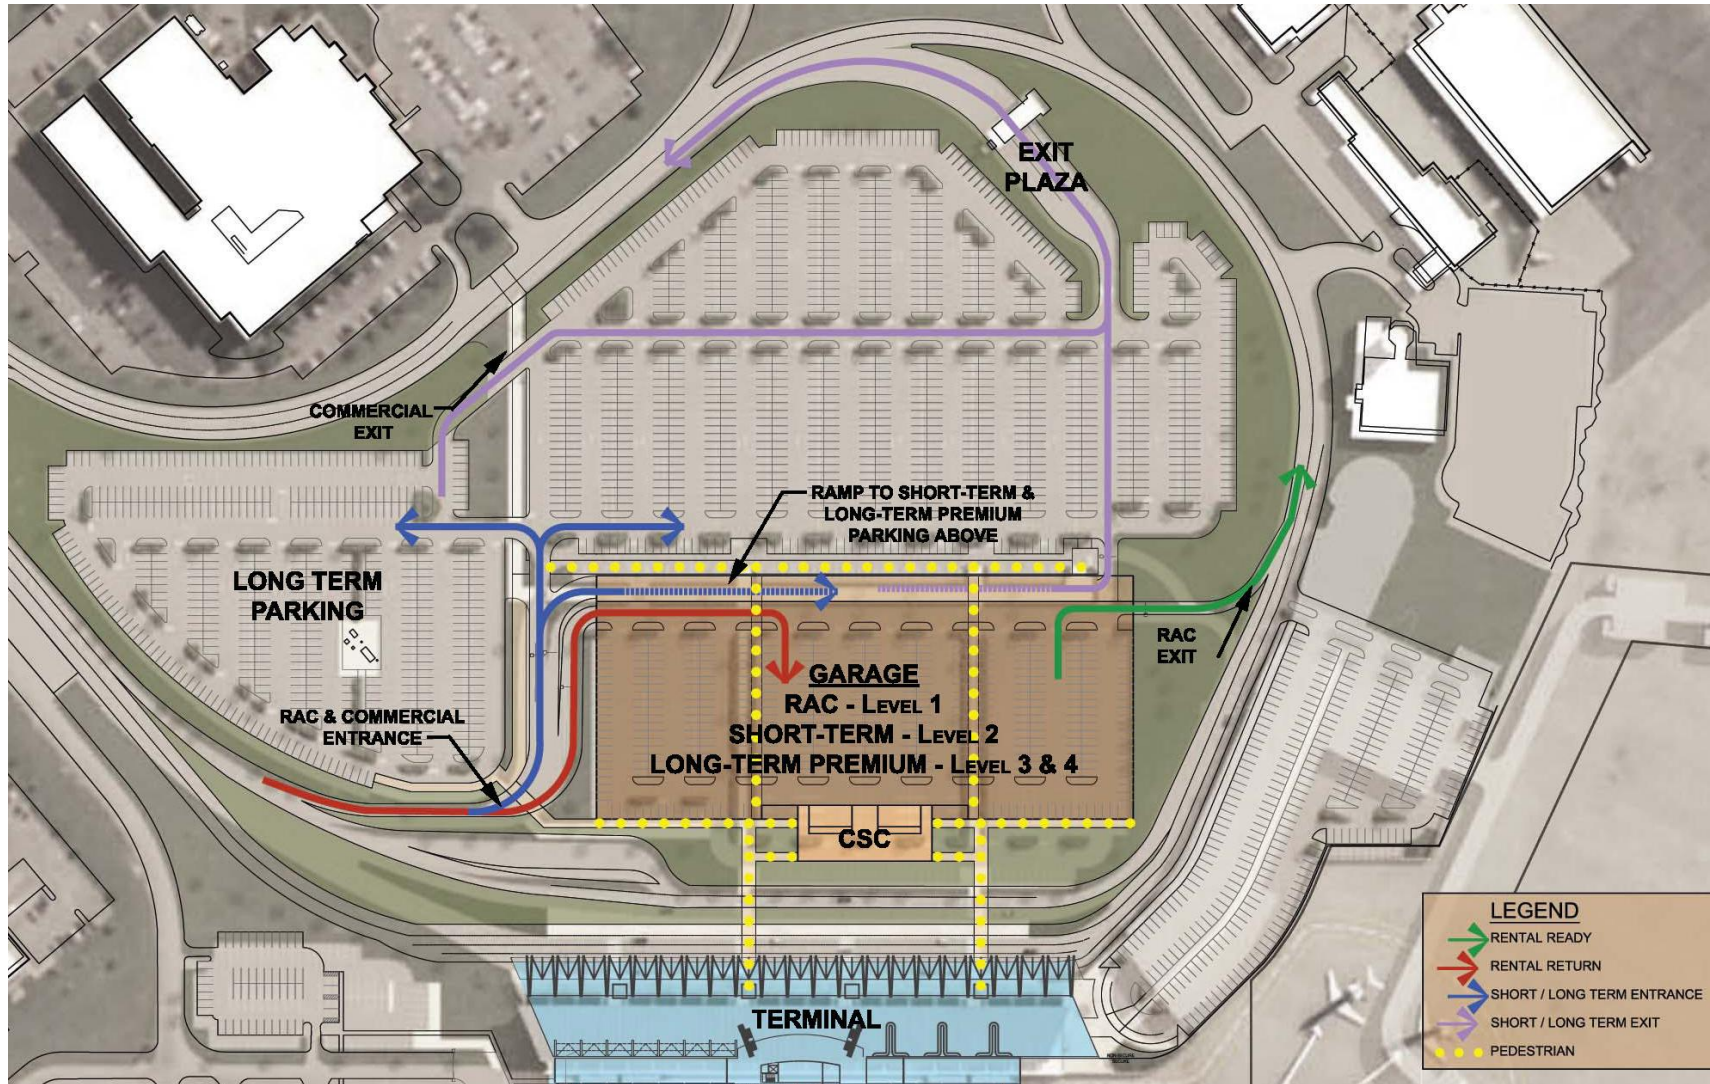 EXIT
PLAZA
COMMERCIAL
EXIT
RAMP TO SHORT-TERM &
LONG-TERM PREMIUM
PARKING ABOVE
LONG TERM
PARKING
RAC
EXIT
GARAGE
RAC - LEVEL 1
SHORT-TERM - LEVEL 2
LONG-TERM PREMIUM - LEVEL 3 & 4
RAC & COMMERCIAL
ENTRANCE
CSC
TERMINAL
LEGEND
RENTAL READY
RENTAL RETURN
SHORT / LONG TERM ENTRANCE
SHORT / LONG TERM EXIT
PEDESTRIAN